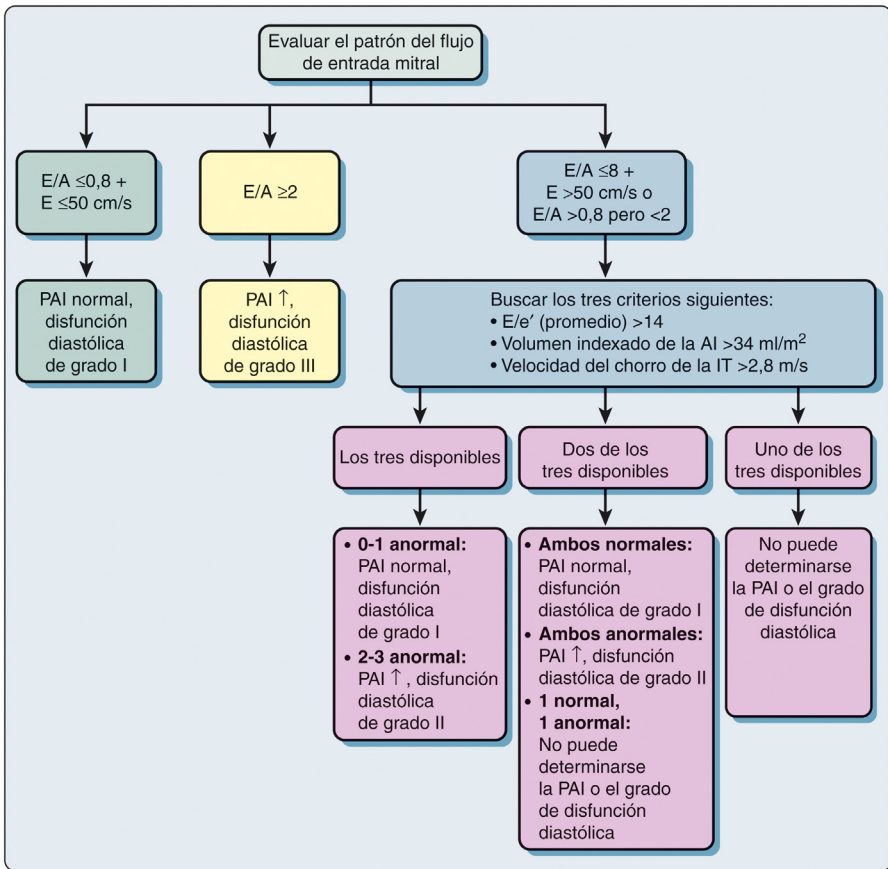 Evaluar el patrón del flujo
de entrada mitral
E/A ≤0,8 +
E ≤50 cm/s
E/A ≥2
E/A ≤8 +
E >50 cm/s o
E/A >0,8 pero <2
PAI normal,
disfunción
diastólica
de grado I
PAI ↑,
disfunción
diastólica
de grado III
Buscar los tres criterios siguientes:
• E/e′ (promedio) >14
• Volumen indexado de la AI >34 ml/m²
• Velocidad del chorro de la IT >2,8 m/s
Los tres disponibles
Dos de los
tres disponibles
Uno de los
tres disponibles
• 0-1 anormal:
PAI normal,
disfunción
diastólica
de grado I
• 2-3 anormal:
PAI ↑, disfunción
diastólica
de grado II
• Ambos normales:
PAI normal,
disfunción
diastólica de grado I
• Ambos anormales:
PAI ↑, disfunción
diastólica de grado II
• 1 normal,
1 anormal:
No puede
determinarse
la PAI o el grado
de disfunción
diastólica
No puede
determinarse
la PAI o el grado
de disfunción
diastólica